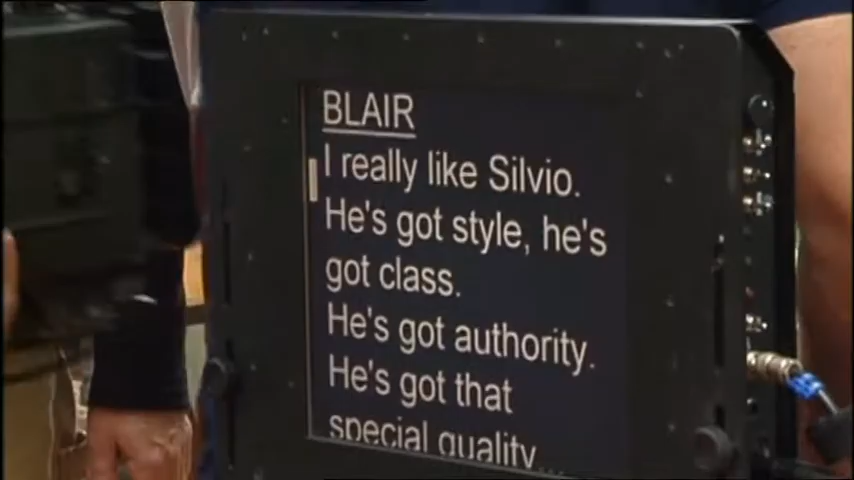 BLAIR
I really like Silvio.
He's got style, he's
got class.
He's got authority.
He's got that
special quality...